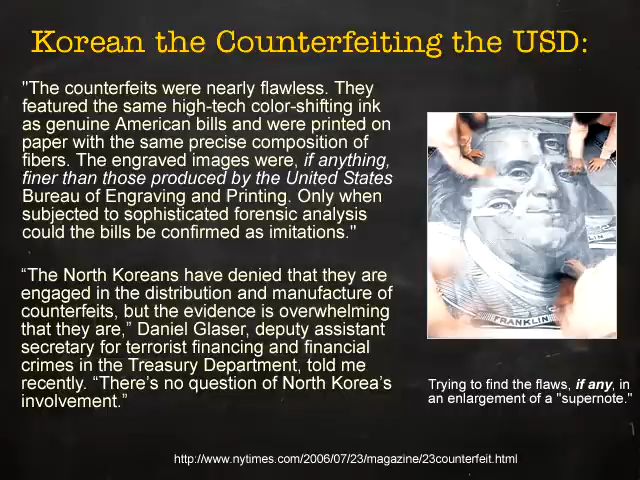 Korean the Counterfeiting the USD:
"The counterfeits were nearly flawless. They
featured the same high-tech color-shifting ink
as genuine American bills and were printed on
paper with the same precise composition of
fibers. The engraved images were, if anything,
finer than those produced by the United States
Bureau of Engraving and Printing. Only when
subjected to sophisticated forensic analysis
could the bills be confirmed as imitations."
“The North Koreans have denied that they are
engaged in the distribution and manufacture of
counterfeits, but the evidence is overwhelming
that they are,” Daniel Glaser, deputy assistant
secretary for terrorist financing and financial
crimes in the Treasury Department, told me
recently. “There’s no question of North Korea’s
involvement.”
FRANKLIN
Trying to find the flaws, if any, in
an enlargement of a "supernote."
http://www.nytimes.com/2006/07/23/magazine/23counterfeit.html